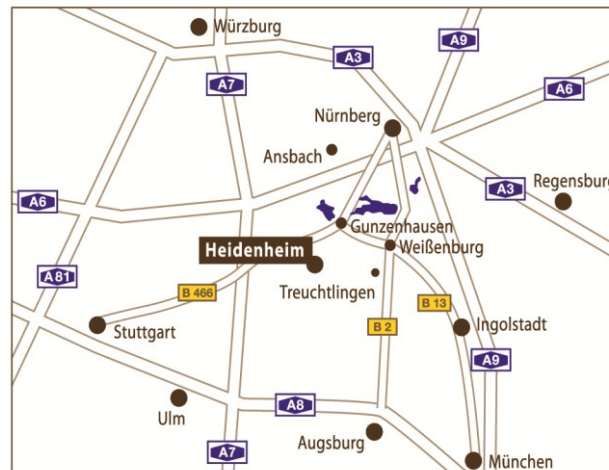 Würzburg
A9
A3
A7
A6
Nürnberg
Ansbach
A6
A3
Regensburg
Gunzenhausen
Heidenheim
Weißenburg
A81
B 466
Treuchtlingen
B 13
Stuttgart
B 2
Ingolstadt
A9
Ulm
A8
Augsburg
A7
München